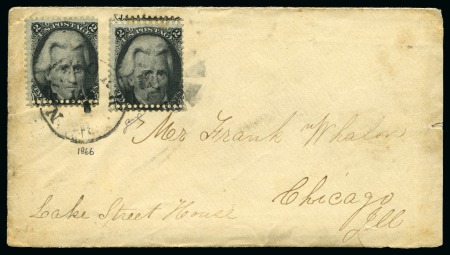 U.S. POSTAGE
U.S. POSTAGE
1866
Mr Frank Whalen
Lake Street House
Chicago
Ill